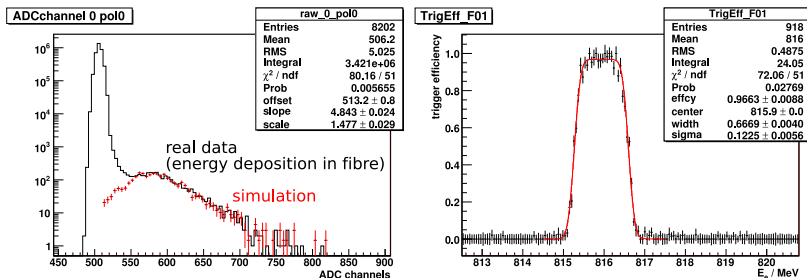 ADCchannel 0 pol0
raw_0_pol0
Entries 8202
Mean 506.2
RMS 5.025
Integral 3.421e+06
χ² / ndf 80.16 / 51
Prob 0.005655
offset 513.2 ± 0.8
slope 4.843 ± 0.024
scale 1.477 ± 0.029
10⁶
10⁵
10⁴
10³
10²
10
1
real data
(energy deposition in fibre)
simulation
450 500 550 600 650 700 750 800 850 900
ADC channels
TrigEff_F01
TrigEff_F01
Entries 918
Mean 816
RMS 0.4875
Integral 24.05
χ² / ndf 72.06 / 51
Prob 0.02769
effcy 0.9663 ± 0.0088
center 815.9 ± 0.0
width 0.6669 ± 0.0040
sigma 0.1225 ± 0.0056
trigger efficiency
1.0
0.8
0.6
0.4
0.2
0.0
813 814 815 816 817 818 819 820